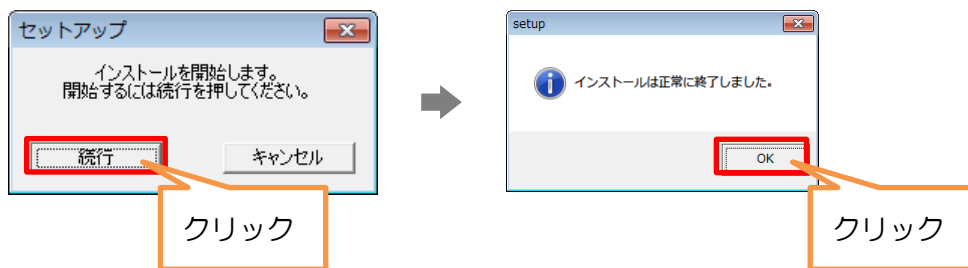 セットアップ
インストールを開始します。
開始するには続行を押してください。
続行
キャンセル
クリック
setup
インストールは正常に終了しました。
OK
クリック